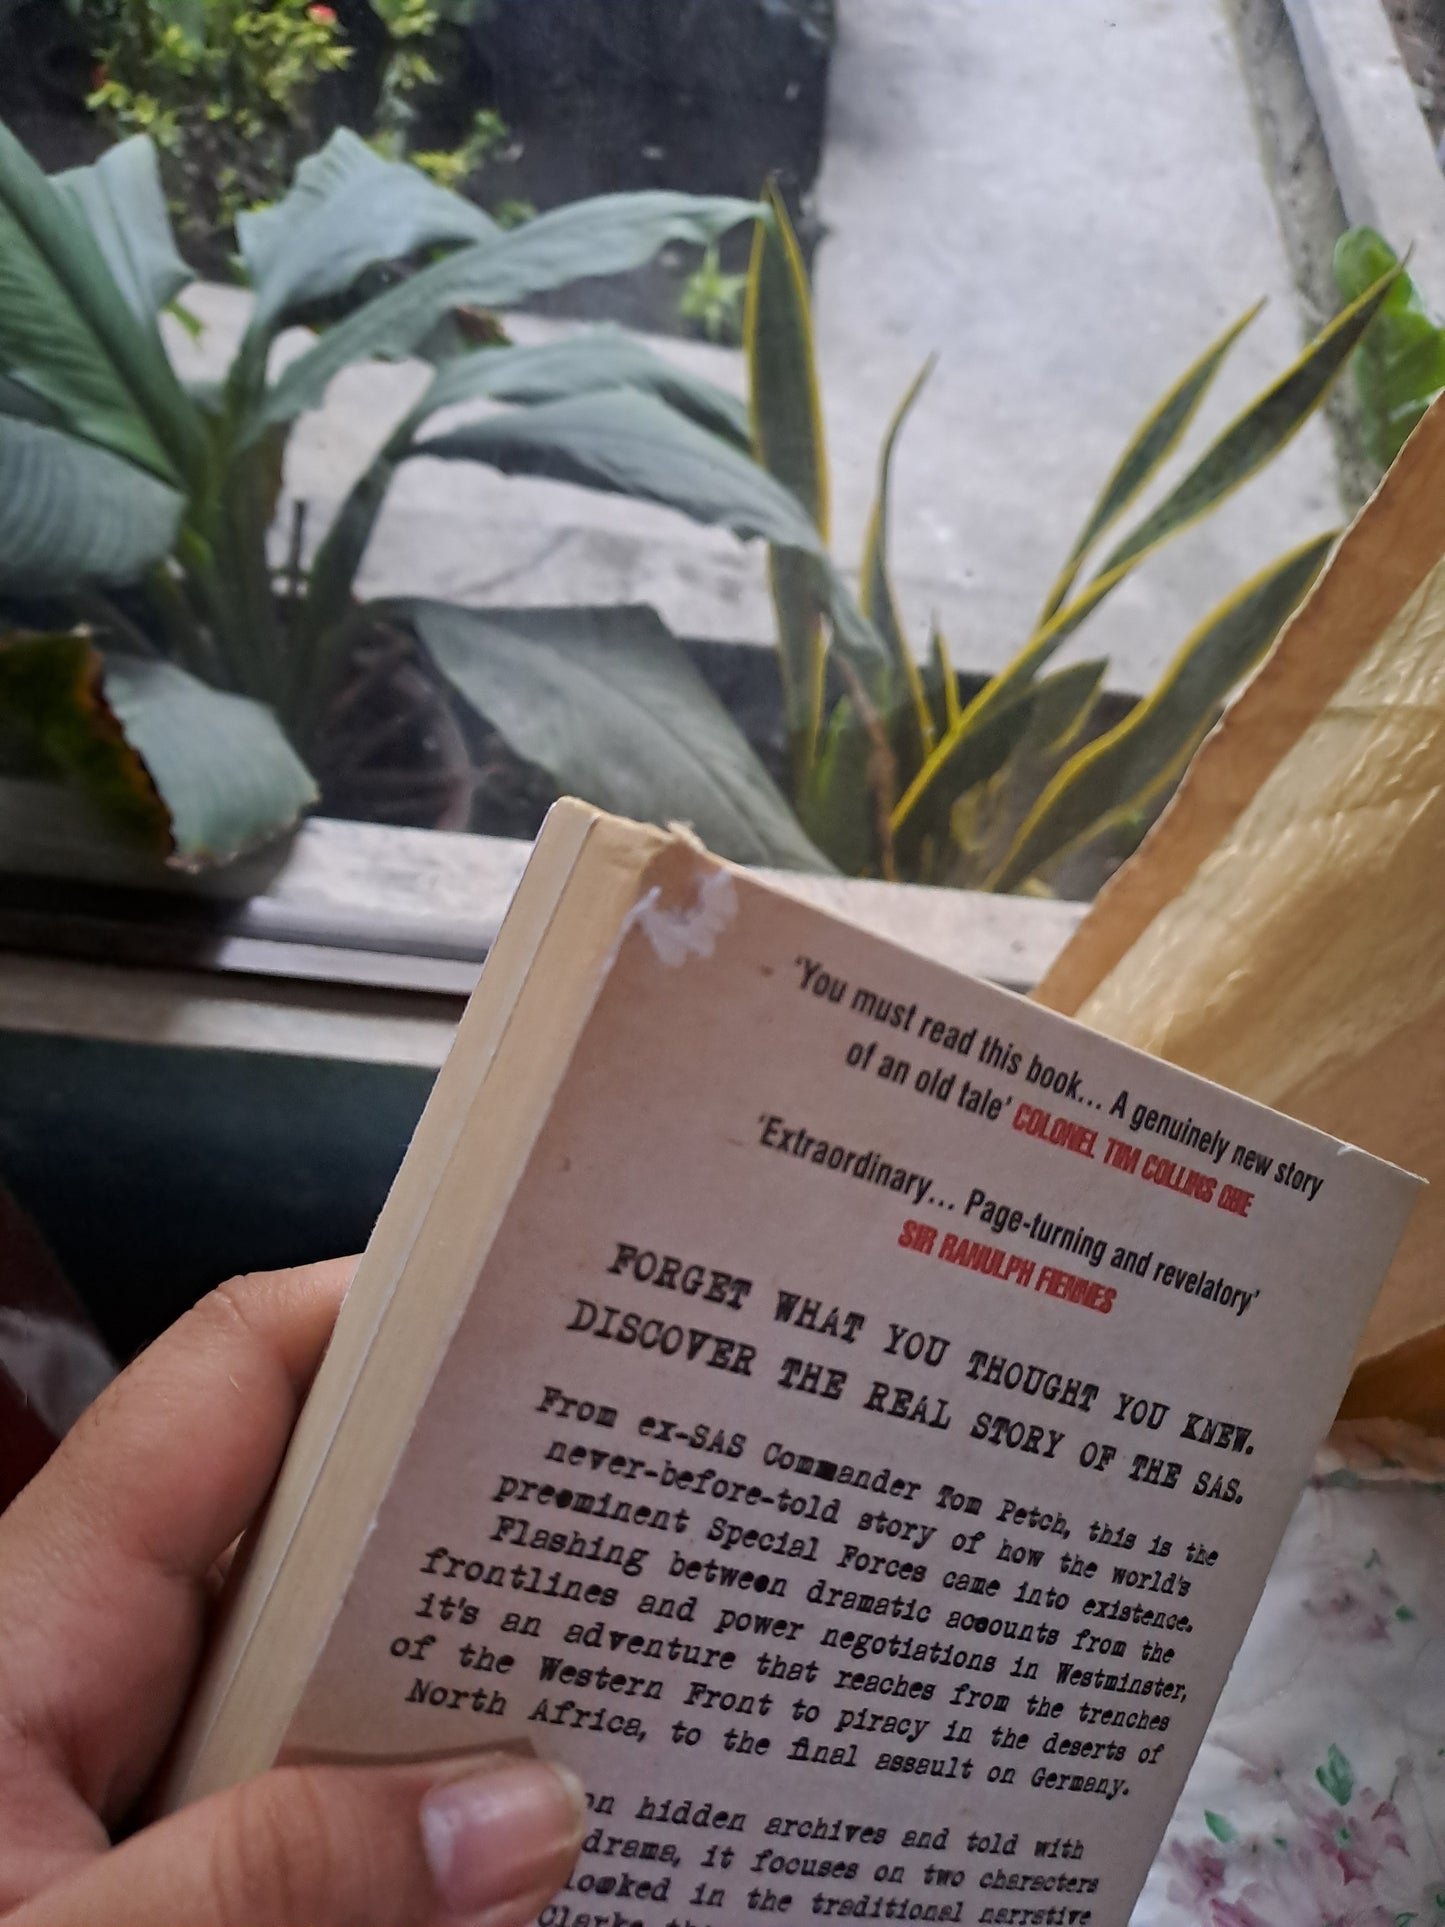 'You must read this book... A genuinely new story
of an old tale' COLONEL TIM COLLINS OBE
'Extraordinary... Page-turning and revelatory'
SIR RANULPH FIENNES
FORGET WHAT YOU THOUGHT YOU KNEW.
DISCOVER THE REAL STORY OF THE SAS.
From ex-SAS Commander Tom Petch, this is the
never-before-told story of how the world's
preeminent Special Forces came into existence.
Flashing between dramatic accounts from the
frontlines and power negotiations in Westminster,
it's an adventure that reaches from the trenches
of the Western Front to piracy in the deserts of
North Africa, to the final assault on Germany.
on hidden archives and told with
drama, it focuses on two characters
looked in the traditional narrative
Clarke